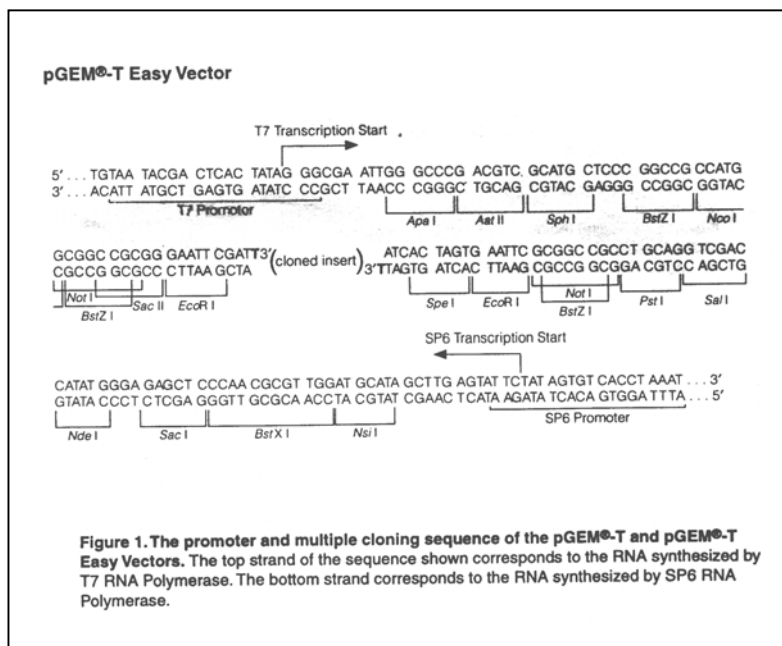 pGEM®-T Easy Vector
T7 Transcription Start
5′ ...TGTAA TACGA CTCAC TATAG GGCGA ATTGG GCCCG ACGTC GCATG CTCCC GGCCG CCATG
3′ ...ACATT ATGCT GAGTG ATATC CCGCT TAACC CGGGC TGCAG CGTAC GAGGG CCGGC GGTAC
T7 Promotor
Apa I Aat II Sph I BstZ I Nco I
GCGGC CGCGG GAATT CGATT3′ (cloned insert) ATCAC TAGTG AATTC GCGGC CGCCT GCAGG TCGAC
CGCCG GCGCC CTTAA GCTA 3′TTAGTG ATCAC TTAAG CGCCG GCGGA CGTCC AGCTG
Not I Sac II EcoR I Spe I EcoR I Not I Pst I Sal I
BstZ I BstZ I
SP6 Transcription Start
CATAT GGGA GAGCT CCCAA CGCGT TGGAT GCATA GCTTG AGTAT TCTAT AGTGT CACCT AAAT ... 3′
GTATA CCCT CTCGAG GGTT GCGCA ACCTA CGTAT CGAAC TCATA AGATA TCACA GTGGA TTTA ... 5′
Nde I Sac I BstX I Nsi I SP6 Promoter
Figure 1. The promoter and multiple cloning sequence of the pGEM®-T and pGEM®-T
Easy Vectors. The top strand of the sequence shown corresponds to the RNA synthesized by
T7 RNA Polymerase. The bottom strand corresponds to the RNA synthesized by SP6 RNA
Polymerase.